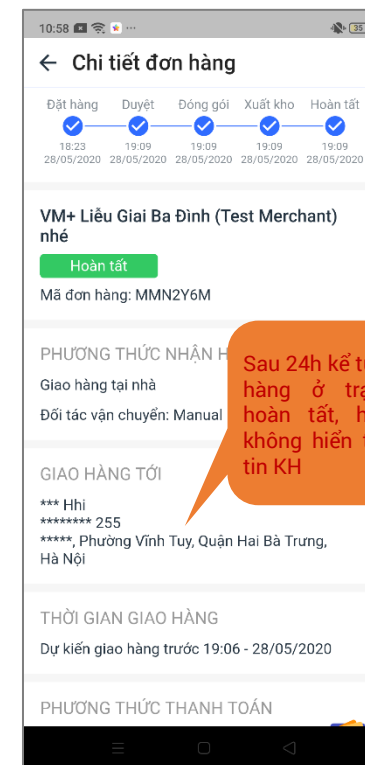 10:58
35
Chi tiết đơn hàng
Đặt hàng Duyệt Đóng gói Xuất kho Hoàn tất
18:23 19:09 19:09 19:09 19:09
28/05/2020 28/05/2020 28/05/2020 28/05/2020 28/05/2020
VM+ Liễu Giai Ba Đình (Test Merchant)
nhé
Hoàn tất
Mã đơn hàng: MMN2Y6M
PHƯƠNG THỨC NHẬN H
Giao hàng tại nhà
Đối tác vận chuyển: Manual
Sau 24h kể t
hàng ở tr
hoàn tất, h
không hiển t
tin KH
GIAO HÀNG TỚI
*** Hhi
******** 255
*****, Phường Vĩnh Tuy, Quận Hai Bà Trưng,
Hà Nội
THỜI GIAN GIAO HÀNG
Dự kiến giao hàng trước 19:06 - 28/05/2020
PHƯƠNG THỨC THANH TOÁN